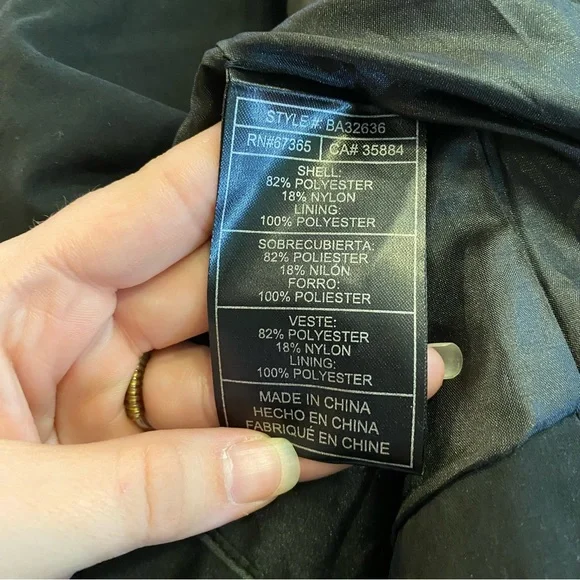 STYLE #: BA32636
RN#67365 CA# 35884
SHELL:
82% POLYESTER
18% NYLON
LINING:
100% POLYESTER
SOBRECUBIERTA:
82% POLIESTER
18% NILÓN
FORRO:
100% POLIESTER
VESTE:
82% POLYESTER
18% NYLON
LINING:
100% POLYESTER
MADE IN CHINA
HECHO EN CHINA
FABRIQUÉ EN CHINE